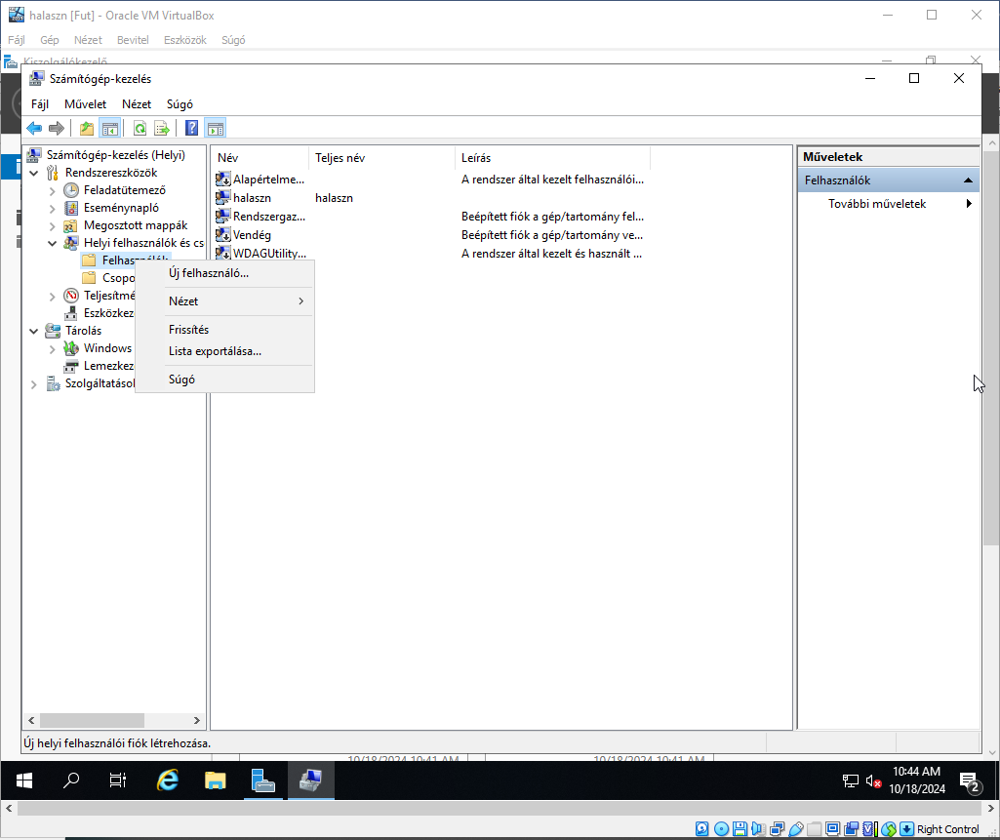 halaszn [Fut] - Oracle VM VirtualBox
Fájl Gép Nézet Bevitel Eszközök Súgó
Kiszolgálókezelő
Számítógép-kezelés
Fájl Művelet Nézet Súgó
Számítógép-kezelés (Helyi)
Rendszereszközök
Feladatütemező
Eseménynapló
Megosztott mappák
Helyi felhasználók és cs
Felhasználók
Csopo
Teljesítmé
Eszközkez
Tárolás
Windows
Lemezkez
Szolgáltatások
Név Teljes név Leírás
Alapértelme... A rendszer által kezelt felhasználói...
halaszn halaszn
Rendszergaz... Beépített fiók a gép/tartomány fel...
Vendég Beépített fiók a gép/tartomány ve...
WDAGUtility... A rendszer által kezelt és használt ...
Új felhasználó...
Nézet
Frissítés
Lista exportálása...
Súgó
Műveletek
Felhasználók
További műveletek
Új helyi felhasználói fiók létrehozása.
10/18/2024 10:41 AM 10/18/2024 10:41 AM
10:44 AM
10/18/2024
2
Right Control